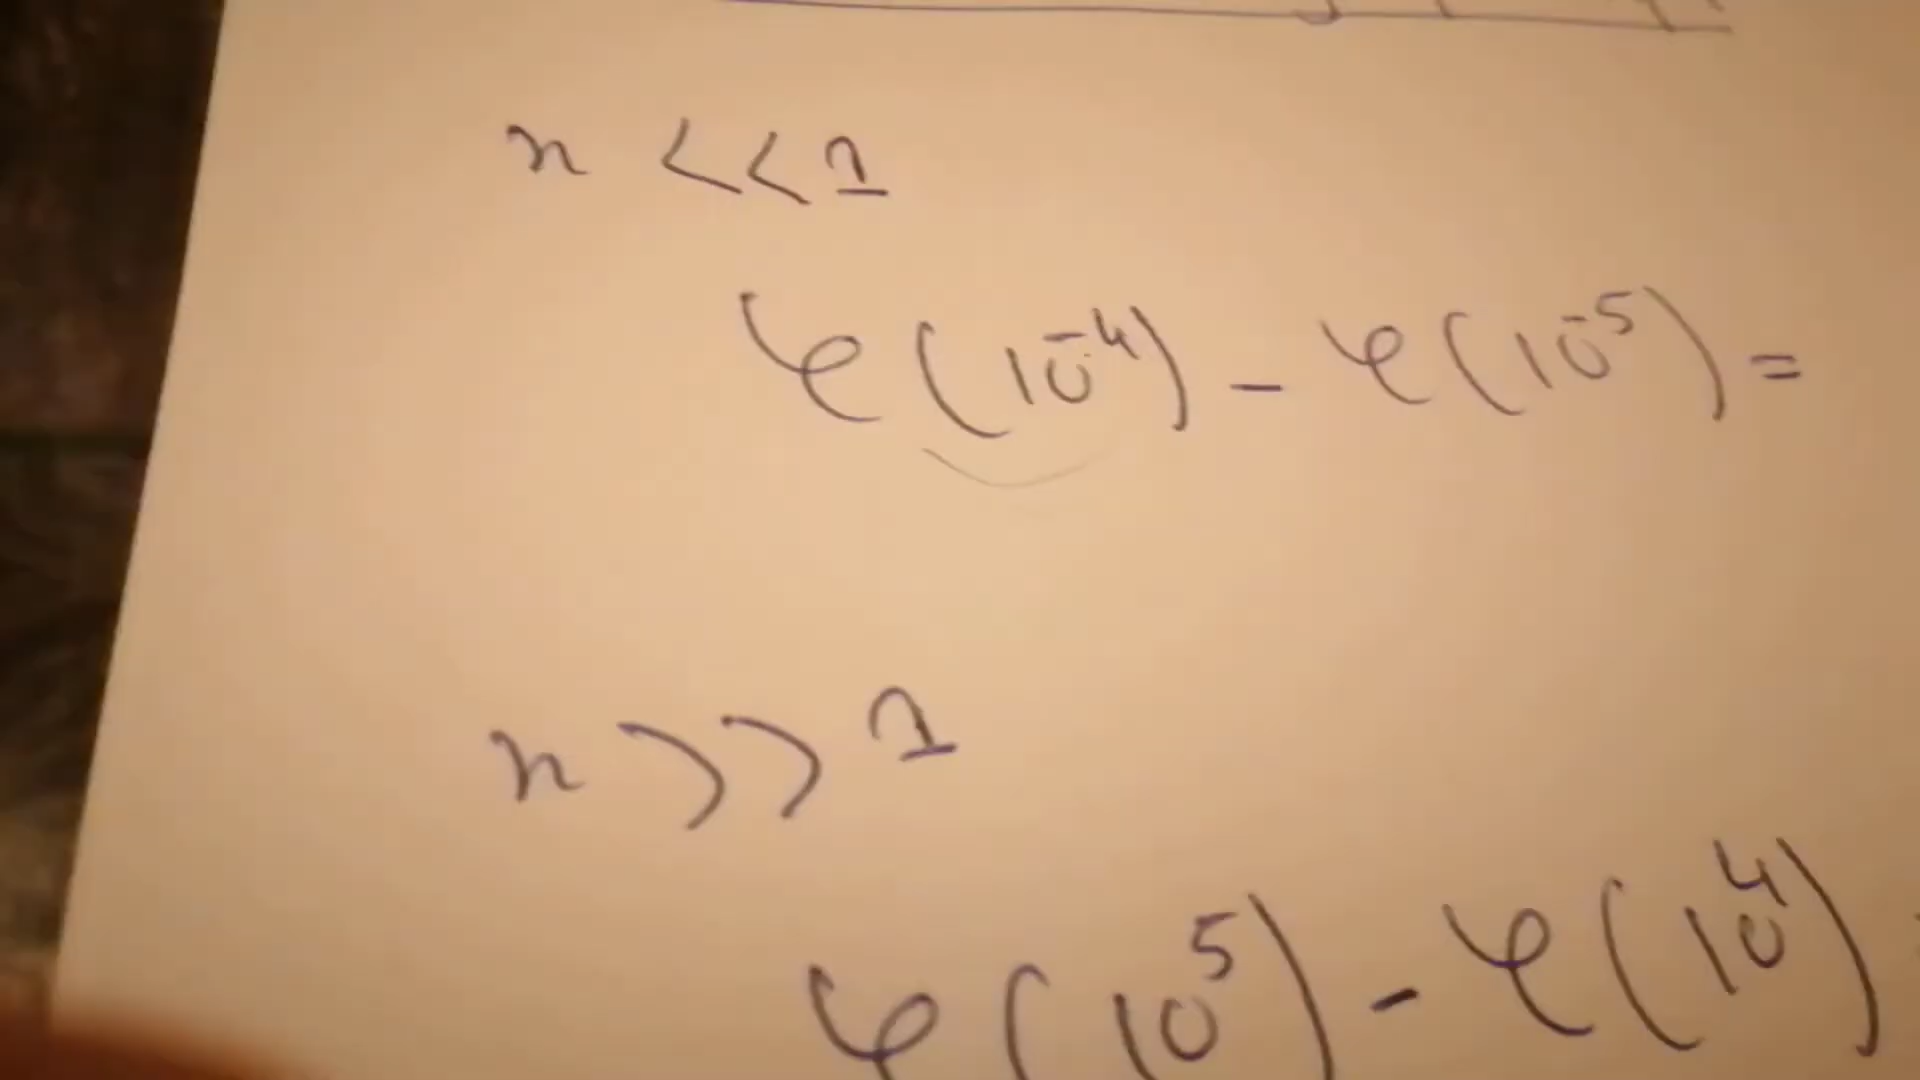 n << 1
φ(10⁻⁴) - φ(10⁻⁵) =
n >> 1
φ(10⁵) - φ(10⁴)